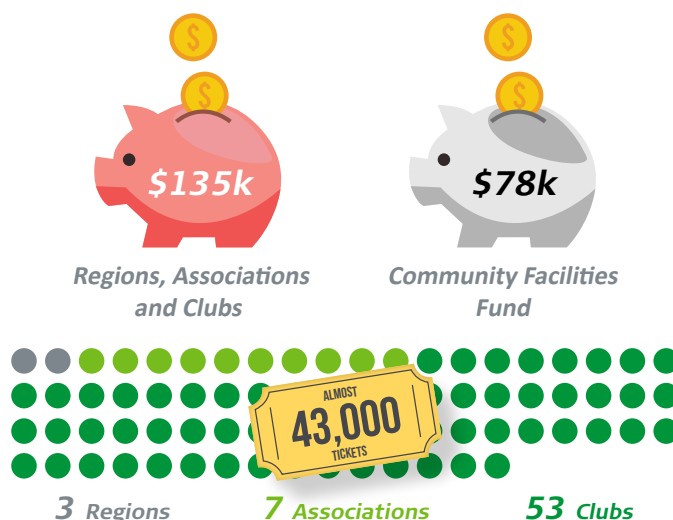 $ $
$ $
$135k $78k
Regions, Associations
and Clubs
Community Facilities
Fund
ALMOST
43,000
TICKETS
3 Regions 7 Associations 53 Clubs